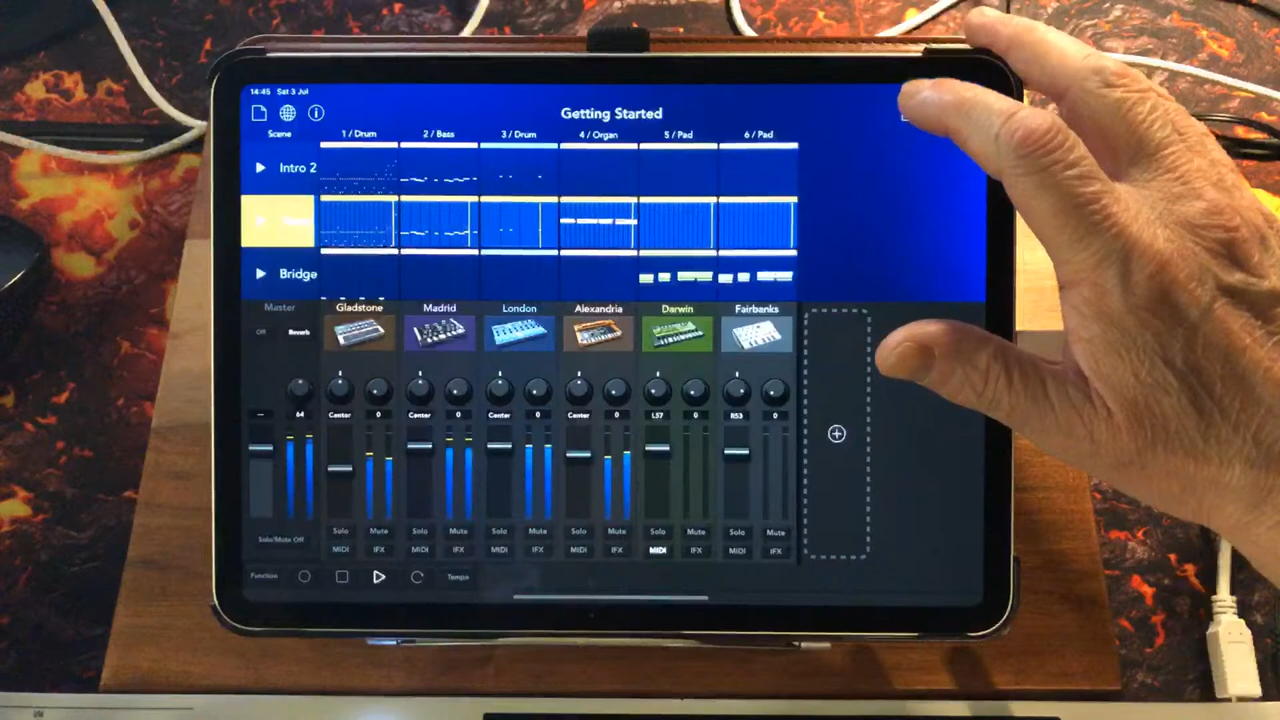 14:45 Sat 3 Jul
Getting Started
Scene 1 / Drum 2 / Bass 3 / Drum 4 / Organ 5 / Pad 6 / Pad
Intro 2
Bridge
Master Gladstone Madrid London Alexandria Darwin Fairbanks
Off Reverb
64 Center 0 Center 0 Center 0 Center 0 L57 0 R53 0
Solo Mute Solo Mute Solo Mute Solo Mute Solo Mute Solo Mute
Solo/Mute Off
MIDI IFX MIDI IFX MIDI IFX MIDI IFX MIDI IFX MIDI IFX
Function Tempo